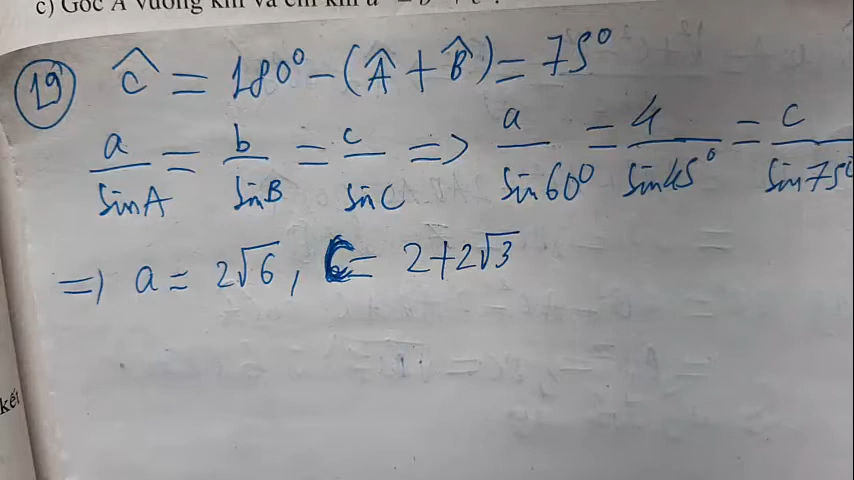 c) Góc A vuông khi và chỉ khi a
19 Ĉ = 180° - (Â + B̂) = 75°
a/sinA = b/sinB = c/sinC => a/sin60° = 4/sin45° = c/sin75°
=> a = 2√6, c = 2+2√3
kết